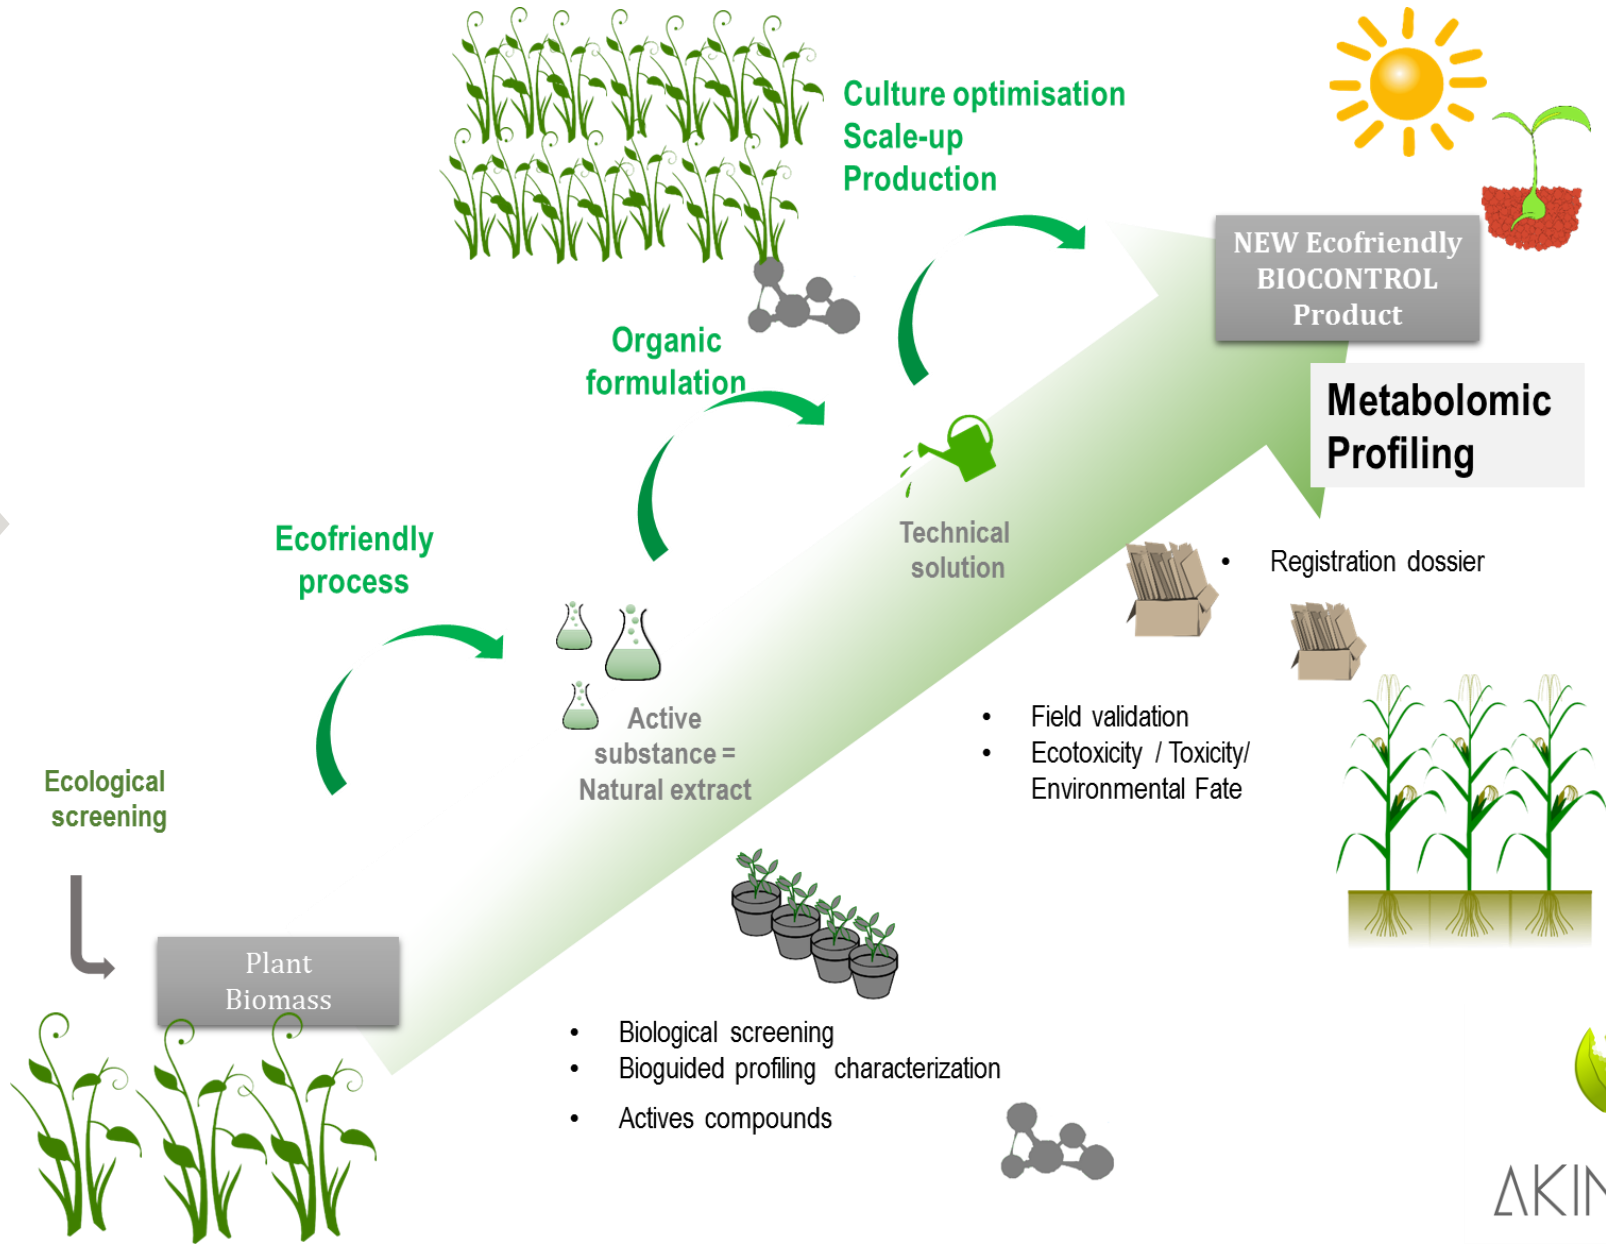 Culture optimisation
Scale-up
Production
NEW Ecofriendly
BIOCONTROL
Product
Organic
formulation
Metabolomic
Profiling
Ecofriendly
process
Technical
solution
• Registration dossier
Active
substance =
Natural extract
• Field validation
• Ecotoxicity / Toxicity/
Environmental Fate
Ecological
screening
Plant
Biomass
• Biological screening
• Bioguided profiling characterization
• Actives compounds